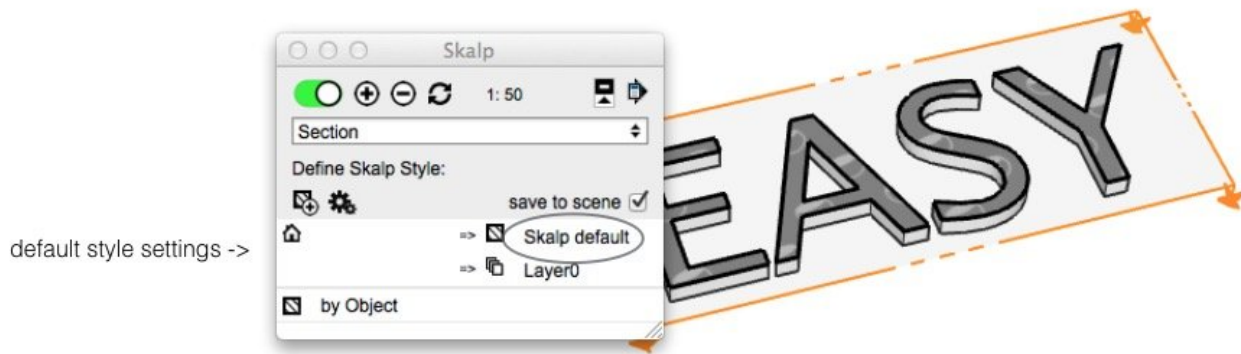 Skalp
1: 50
Section
Define Skalp Style:
save to scene
default style settings ->
=> Skalp default
=> Layer0
by Object
EASY